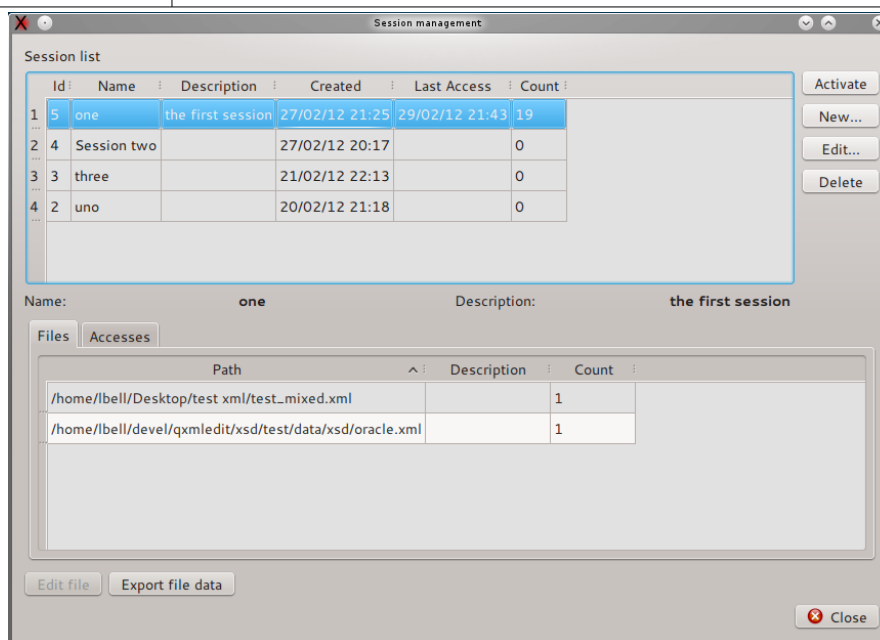 Session management
Session list
Id Name Description Created Last Access Count
1 5 one the first session 27/02/12 21:25 29/02/12 21:43 19
2 4 Session two 27/02/12 20:17 0
3 3 three 21/02/12 22:13 0
4 2 uno 20/02/12 21:18 0
Activate
New...
Edit...
Delete
Name: one Description: the first session
Files Accesses
Path Description Count
/home/lbell/Desktop/test xml/test_mixed.xml 1
/home/lbell/devel/qxmledit/xsd/test/data/xsd/oracle.xml 1
Edit file Export file data
Close